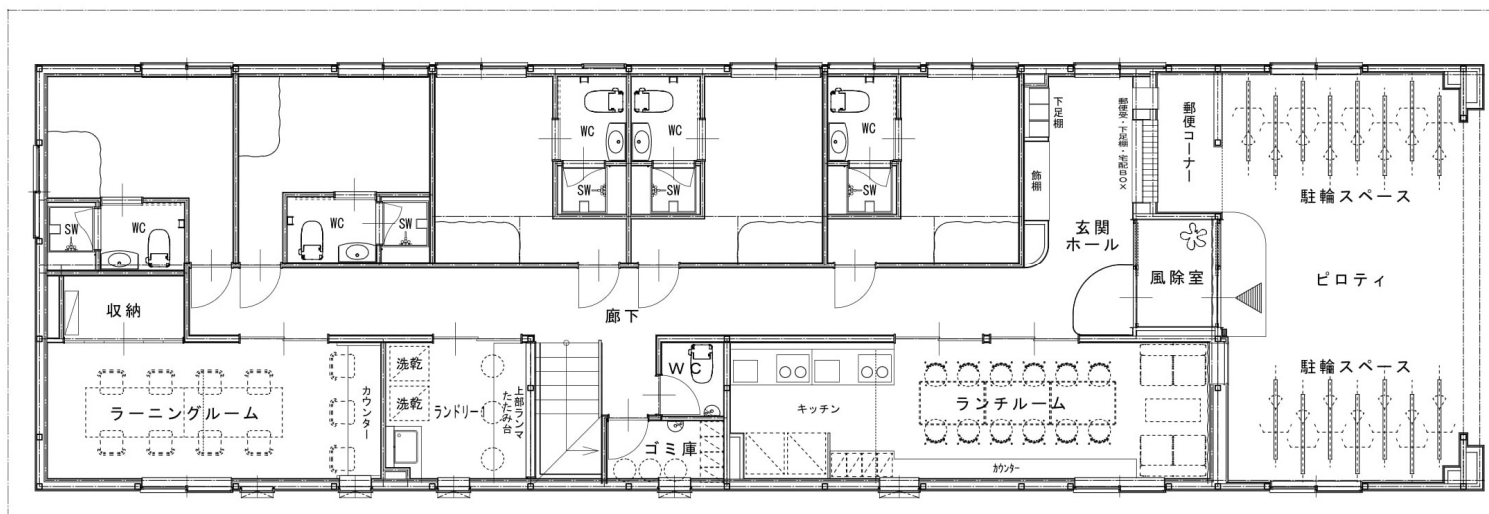 WC
WC
WC
下足棚
郵便受・下足棚・宅配BOX
郵便コーナー
SW
SW
SW
飾棚
駐輪スペース
SW
WC
WC
SW
玄関
ホール
風除室
ピロティ
収納
廊下
洗乾
洗乾
ランドリー
上部ランマ
たたみ台
WC
駐輪スペース
ラーニングルーム
カウンター
キッチン
ランチルーム
ゴミ庫
カウンター